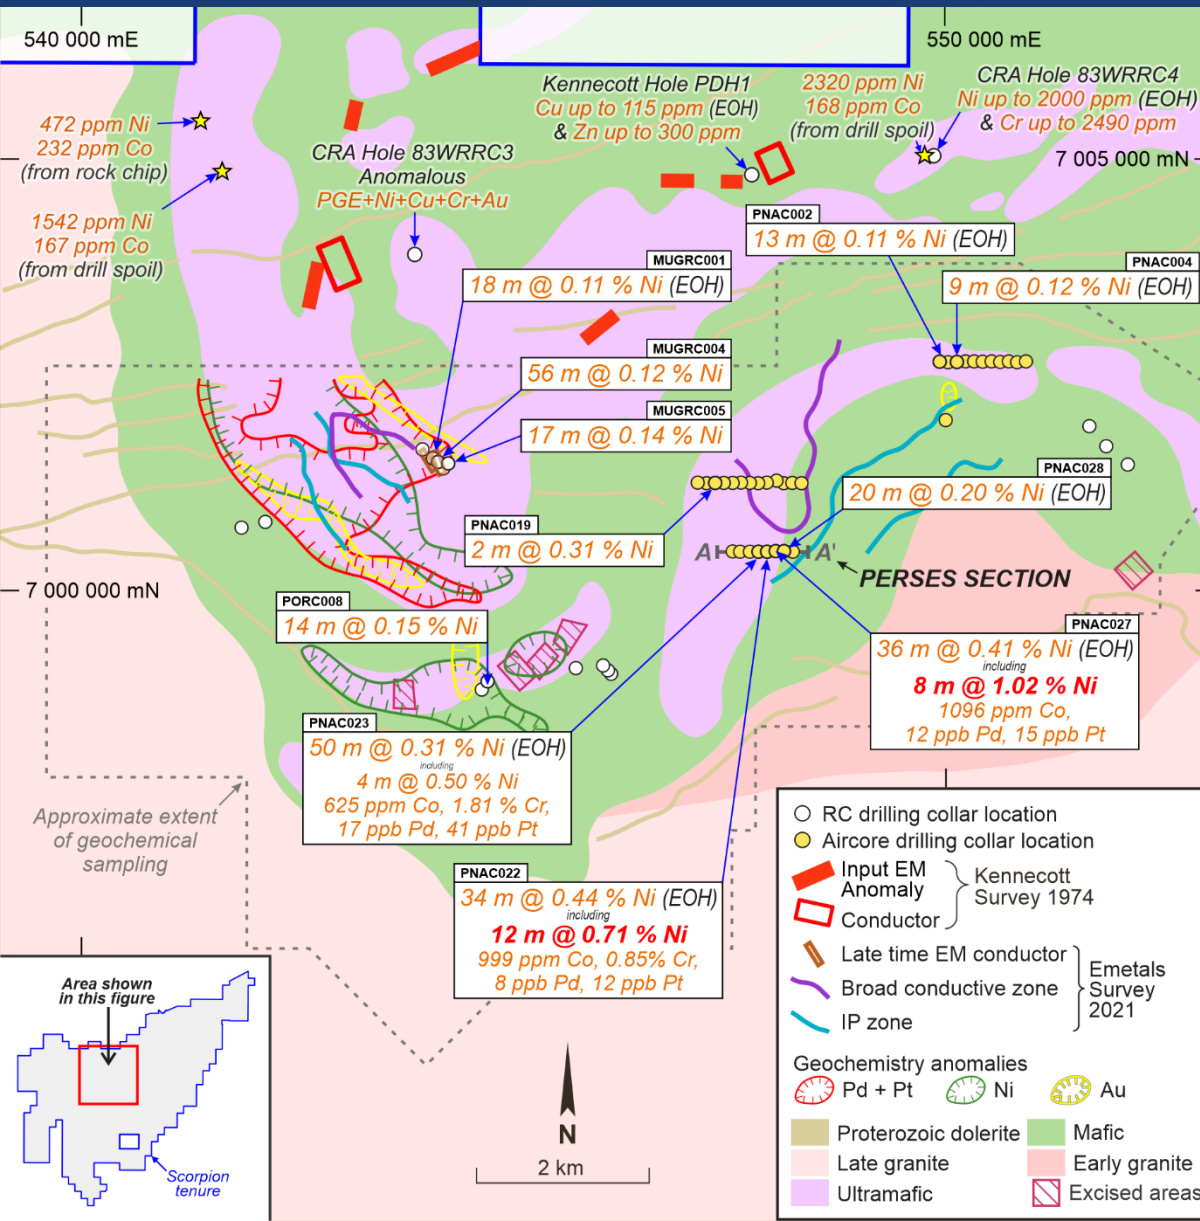 540 000 mE
550 000 mE
472 ppm Ni
232 ppm Co
(from rock chip)
1542 ppm Ni
167 ppm Co
(from drill spoil)
CRA Hole 83WRRC3
Anomalous
PGE+Ni+Cu+Cr+Au
Kennecott Hole PDH1
Cu up to 115 ppm (EOH)
& Zn up to 300 ppm
2320 ppm Ni
168 ppm Co
(from drill spoil)
CRA Hole 83WRRC4
Ni up to 2000 ppm (EOH)
& Cr up to 2490 ppm
7 005 000 mN
PNAC002
13 m @ 0.11 % Ni (EOH)
PNAC004
9 m @ 0.12 % Ni (EOH)
MUGRC001
18 m @ 0.11 % Ni (EOH)
MUGRC004
56 m @ 0.12 % Ni
MUGRC005
17 m @ 0.14 % Ni
PNAC028
20 m @ 0.20 % Ni (EOH)
PNAC019
2 m @ 0.31 % Ni
A
A'
PERSES SECTION
7 000 000 mN
PORC008
14 m @ 0.15 % Ni
PNAC027
36 m @ 0.41 % Ni (EOH)
including
8 m @ 1.02 % Ni
1096 ppm Co,
12 ppb Pd, 15 ppb Pt
PNAC023
50 m @ 0.31 % Ni (EOH)
including
4 m @ 0.50 % Ni
625 ppm Co, 1.81 % Cr,
17 ppb Pd, 41 ppb Pt
Approximate extent
of geochemical
sampling
PNAC022
34 m @ 0.44 % Ni (EOH)
including
12 m @ 0.71 % Ni
999 ppm Co, 0.85% Cr,
8 ppb Pd, 12 ppb Pt
Area shown
in this figure
Scorpion
tenure
N
2 km
RC drilling collar location
Aircore drilling collar location
Input EM
Anomaly
Conductor
Kennecott
Survey 1974
Late time EM conductor
Broad conductive zone
IP zone
Emetals
Survey
2021
Geochemistry anomalies
Pd + Pt
Ni
Au
Proterozoic dolerite
Mafic
Late granite
Early granite
Ultramafic
Excised areas